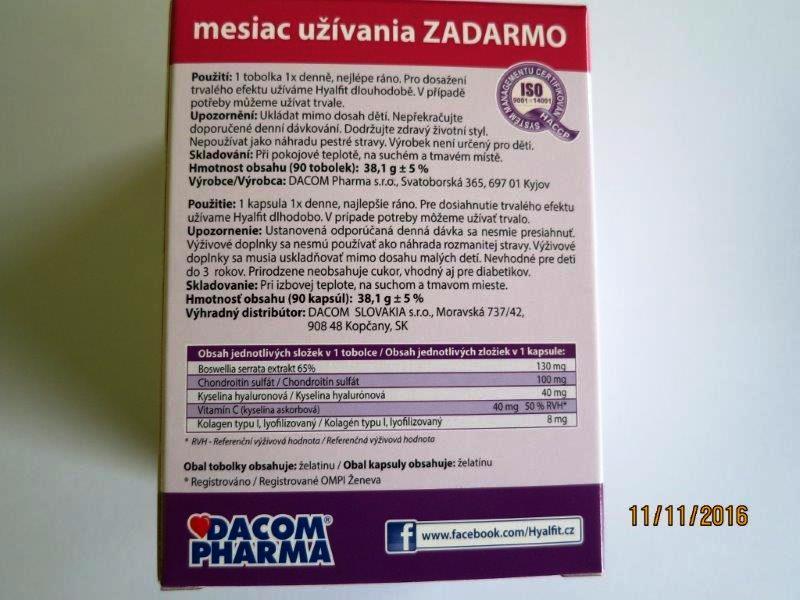 mesiac užívania ZADARMO
Použití: 1 tobolka 1x denně, nejlépe ráno. Pro dosažení
trvalého efektu užíváme Hyalfit dlouhodobě. V případě
potřeby můžeme užívat trvale.
Upozornění: Ukládat mimo dosah dětí. Nepřekračujte
doporučené denní dávkování. Dodržujte zdravý životní styl.
Nepoužívat jako náhradu pestré stravy. Výrobek není určený pro děti.
Skladování: Při pokojové teplotě, na suchém a tmavém místě.
Hmotnost obsahu (90 tobolek): 38,1 g ± 5 %
Výrobce/Výrobca: DACOM Pharma s.r.o., Svatoborská 365, 697 01 Kyjov
SYSTÉM MANAGEMENTU CERTIFIKOVÁN
ISO
9001 - 14001
HACCP
Použitie: 1 kapsula 1x denne, najlepšie ráno. Pre dosiahnutie trvalého efektu
užívame Hyalfit dlhodobo. V prípade potreby môžeme užívať trvalo.
Upozornenie: Ustanovená odporúčaná denná dávka sa nesmie presiahnuť.
Výživové doplnky sa nesmú používať ako náhrada rozmanitej stravy. Výživové
doplnky sa musia uskladňovať mimo dosahu malých detí. Nevhodné pre deti
do 3 rokov. Prirodzene neobsahuje cukor, vhodný aj pre diabetikov.
Skladovanie: Pri izbovej teplote, na suchom a tmavom mieste.
Hmotnosť obsahu (90 kapsúl): 38,1 g ± 5 %
Výhradný distribútor: DACOM SLOVAKIA s.r.o., Moravská 737/42,
908 48 Kopčany, SK
Obsah jednotlivých složek v 1 tobolce / Obsah jednotlivých zložiek v 1 kapsule:
Boswellia serrata extrakt 65% 130 mg
Chondroitin sulfát / Chondroitín sulfát 100 mg
Kyselina hyaluronová / Kyselina hyalurónová 40 mg
Vitamín C (kyselina askorbová) 40 mg 50 % RVH*
Kolagen typu I, lyofilizovaný / Kolagén typu I, lyofilizovaný 8 mg
* RVH - Referenční výživová hodnota / Referenčná výživová hodnota
Obal tobolky obsahuje: želatinu / Obal kapsuly obsahuje: želatínu
* Registrováno / Registrované OMPI Ženeva
DACOM®
PHARMA
f www.facebook.com/Hyalfit.cz
11/11/2016